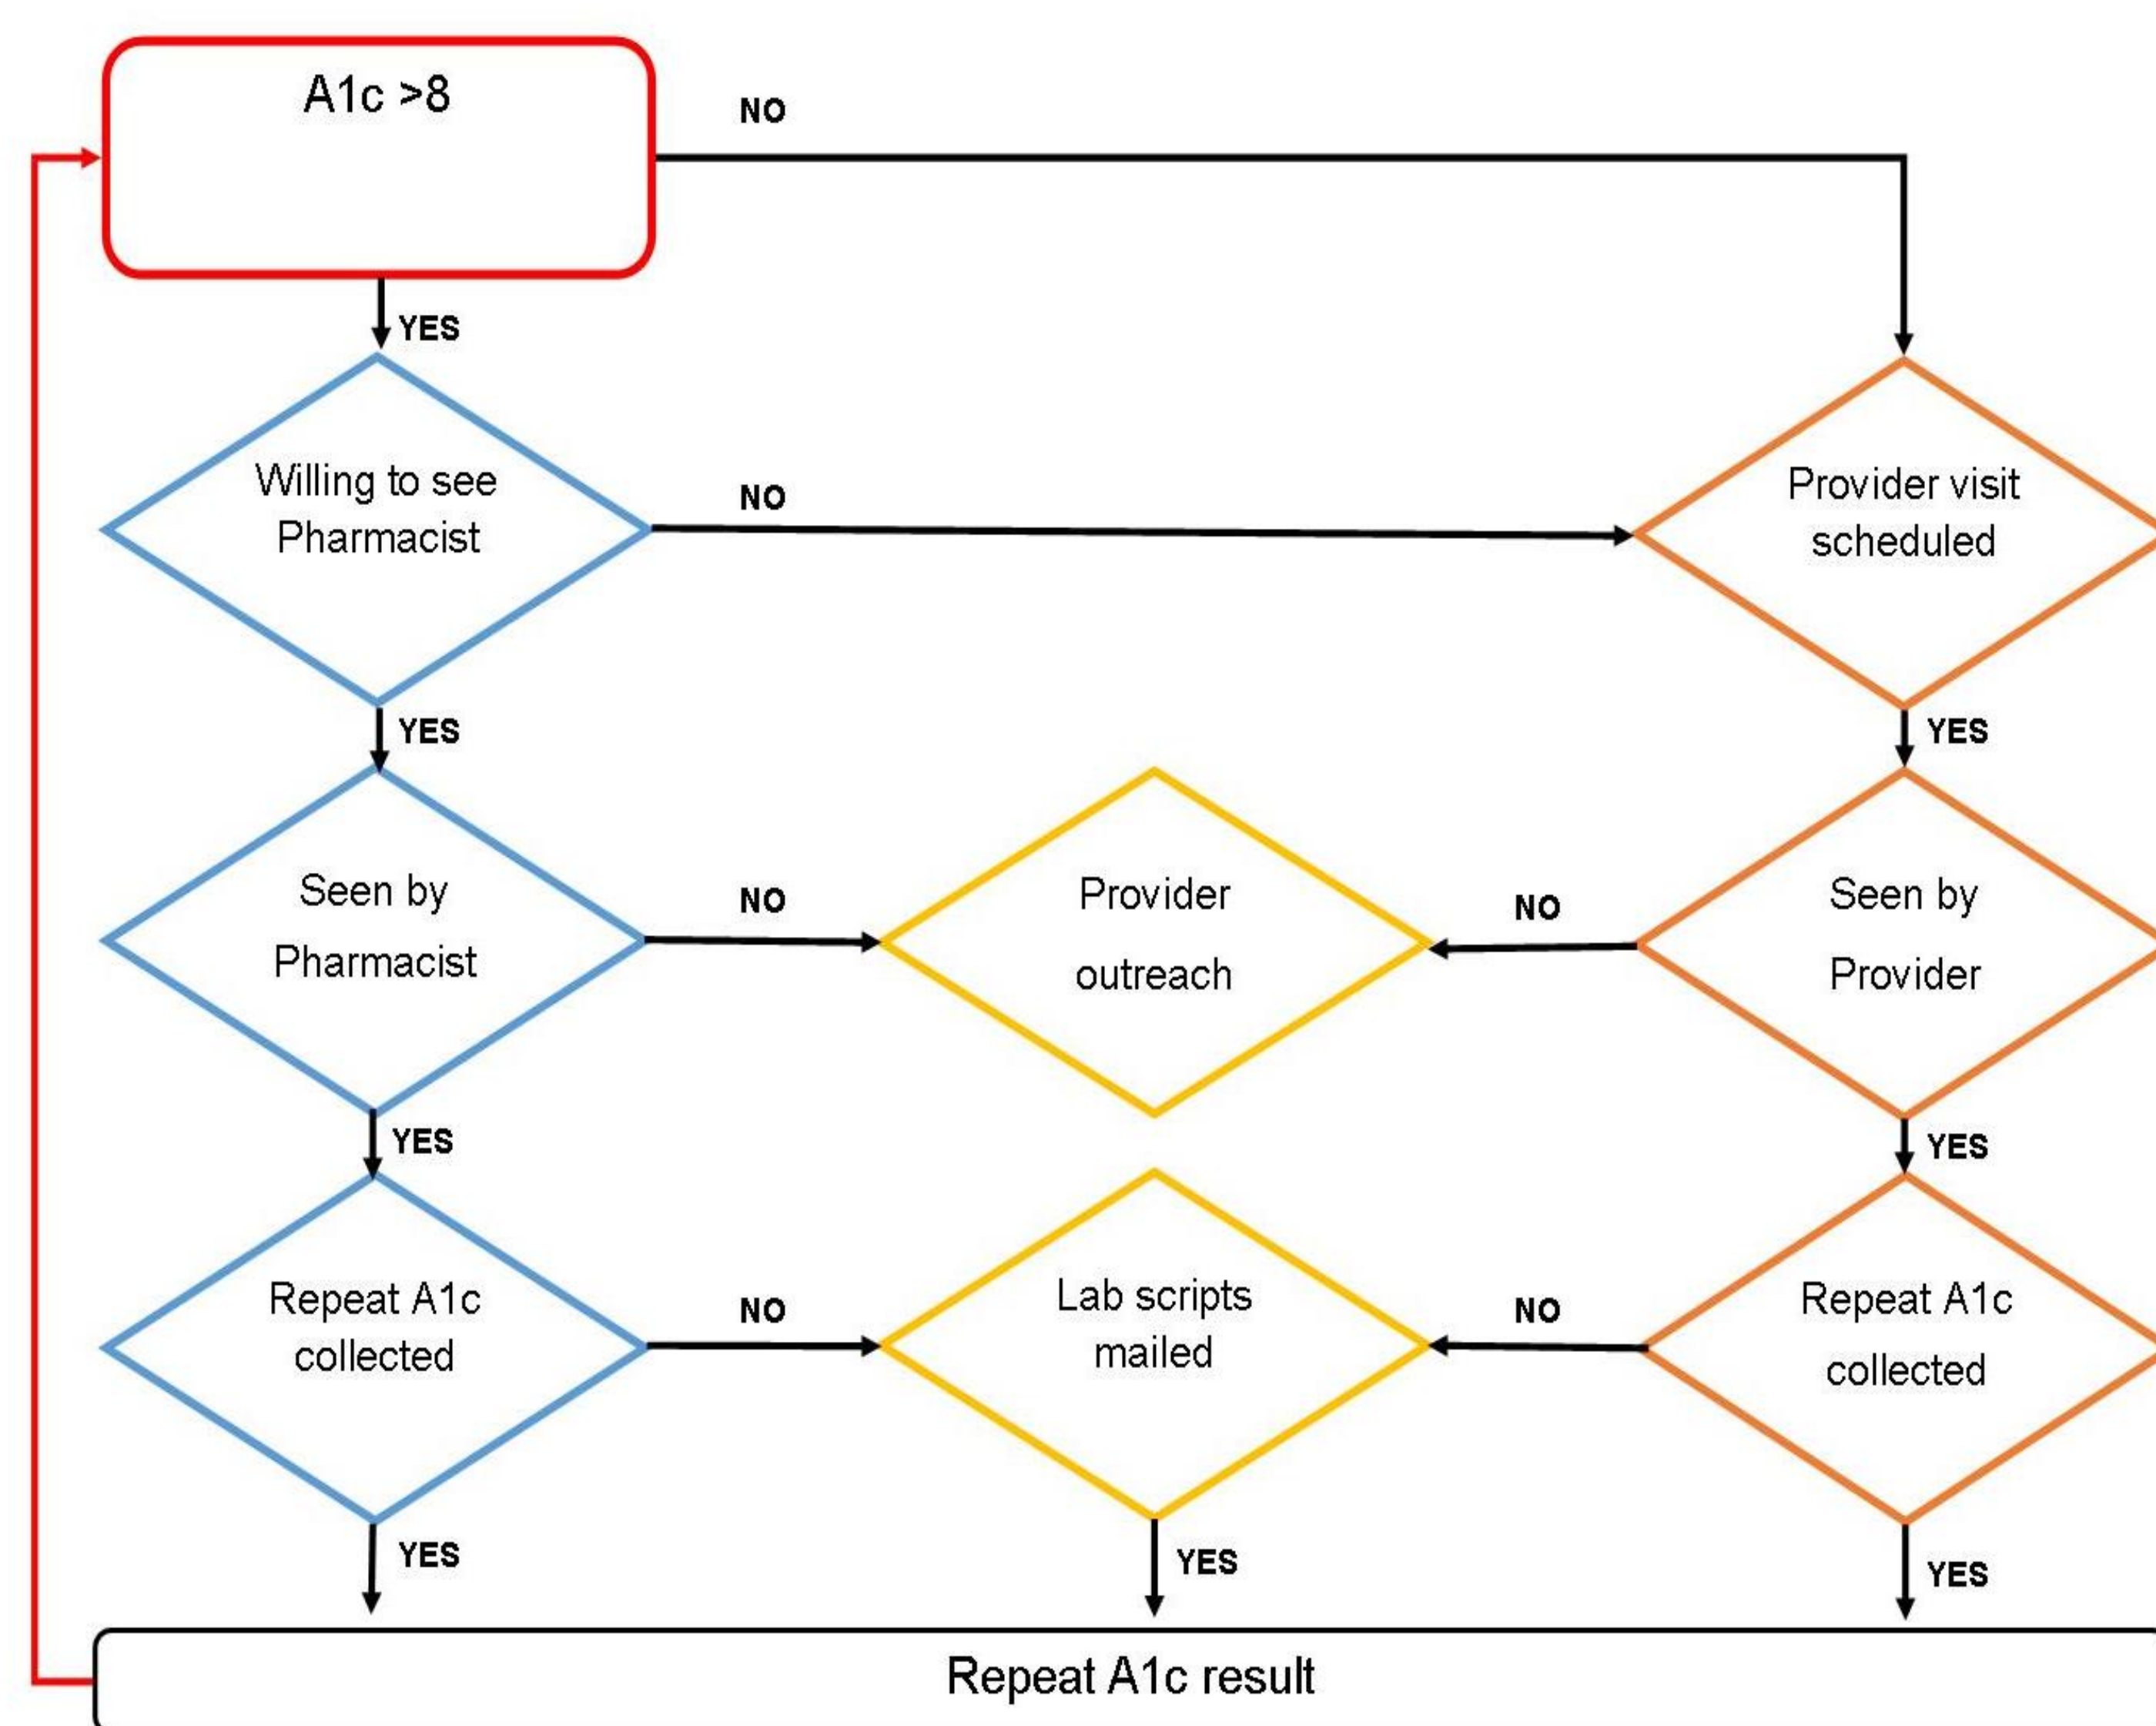 A1c >8
NO
YES
Willing to see
Pharmacist
NO
Provider visit
scheduled
YES
YES
Seen by
Pharmacist
NO
Provider
outreach
NO
Seen by
Provider
YES
YES
Repeat A1c
collected
NO
Lab scripts
mailed
NO
Repeat A1c
collected
YES
YES
YES
Repeat A1c result